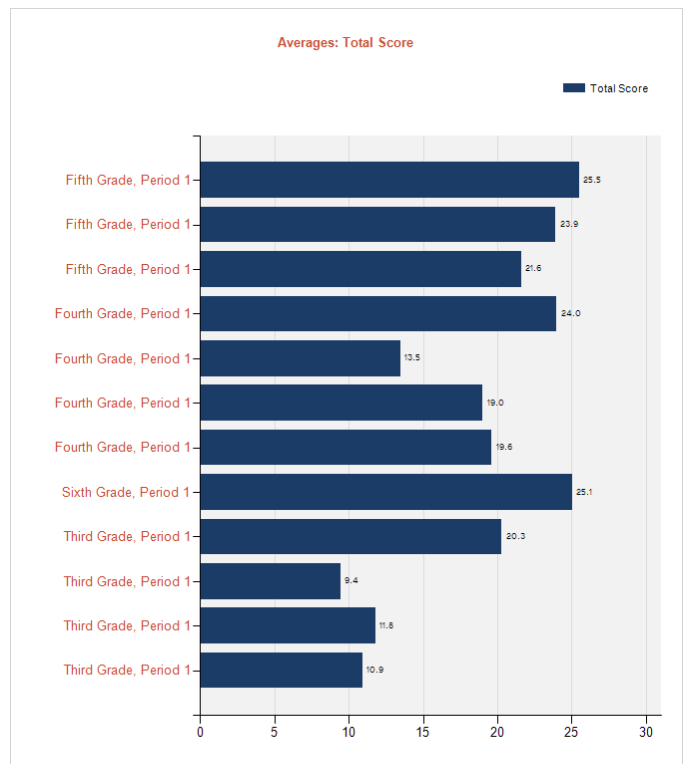 Averages: Total Score
Total Score
Fifth Grade, Period 1 25.5
Fifth Grade, Period 1 23.9
Fifth Grade, Period 1 21.6
Fourth Grade, Period 1 24.0
Fourth Grade, Period 1 13.5
Fourth Grade, Period 1 19.0
Fourth Grade, Period 1 19.6
Sixth Grade, Period 1 25.1
Third Grade, Period 1 20.3
Third Grade, Period 1 9.4
Third Grade, Period 1 11.8
Third Grade, Period 1 10.9
0 5 10 15 20 25 30